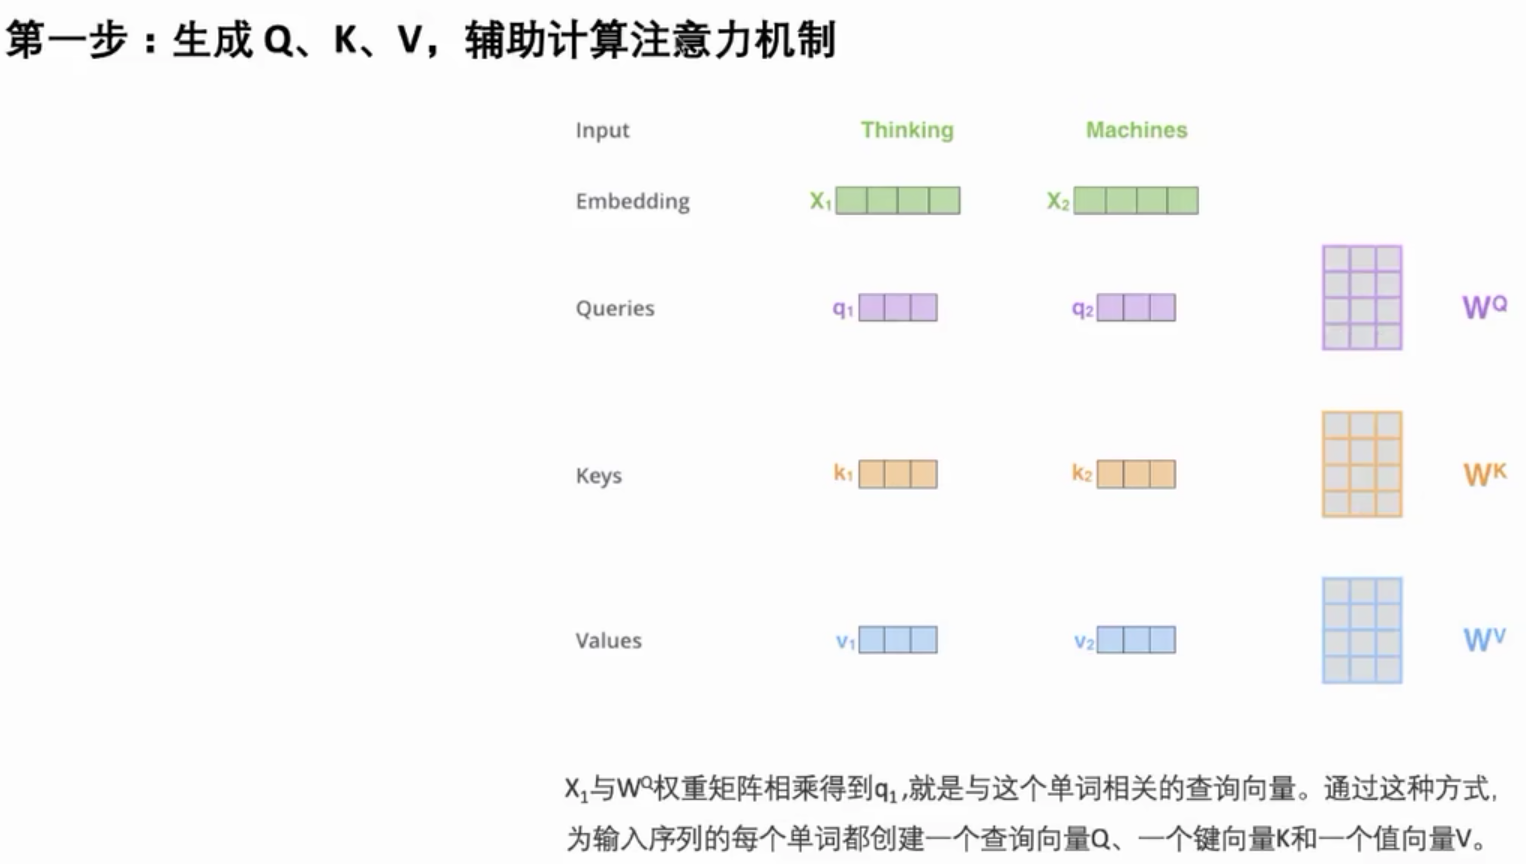 第一步：生成 Q、K、V，辅助计算注意力机制
Input Thinking Machines
Embedding X₁ X₂
Queries q₁ q₂ Wᑫ
Keys k₁ k₂ Wᴷ
Values v₁ v₂ Wⱽ
X₁与WQ权重矩阵相乘得到q₁,就是与这个单词相关的查询向量。通过这种方式,
为输入序列的每个单词都创建一个查询向量Q、一个键向量K和一个值向量V。